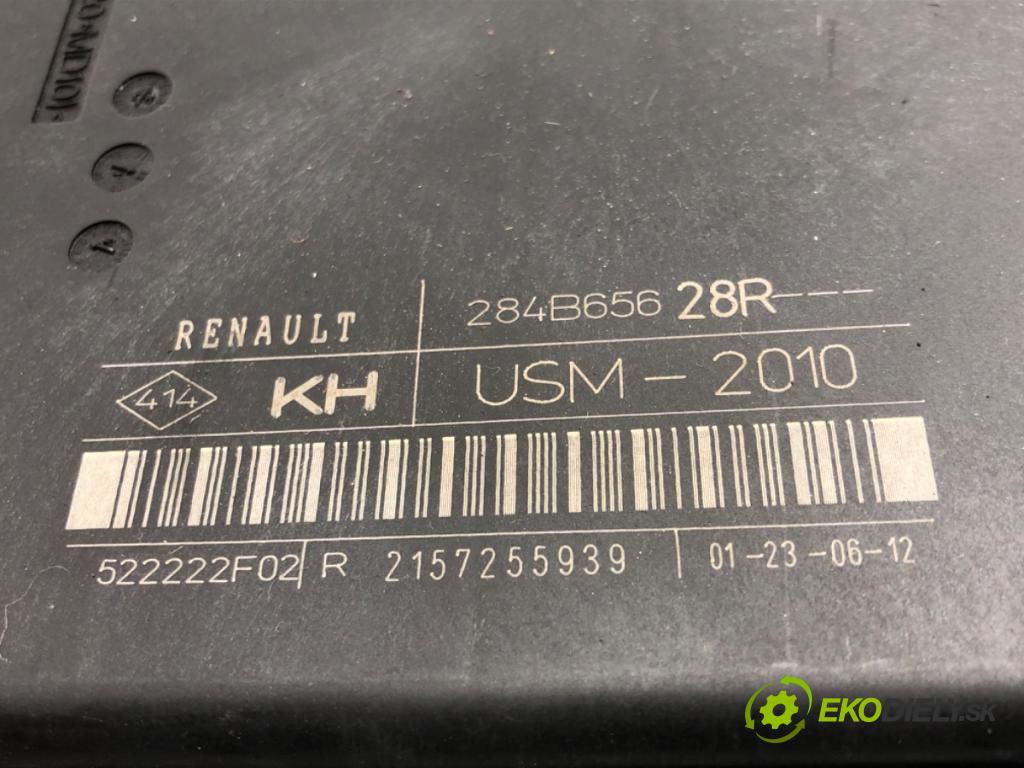 RENAULT 284B656 28R----
414 KH USM - 2010
522222F02 R 2157255939 01-23-06-12
EKODIELY.SK